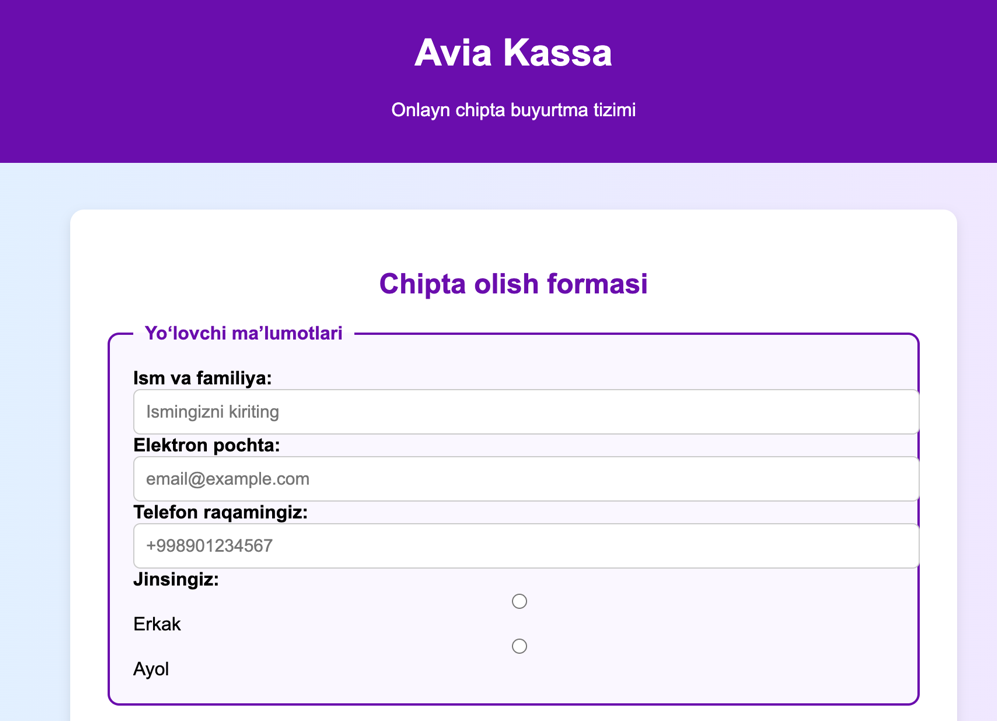 Avia Kassa
Onlayn chipta buyurtma tizimi
Chipta olish formasi
Yo‘lovchi ma’lumotlari
Ism va familiya:
Ismingizni kiriting
Elektron pochta:
email@example.com
Telefon raqamingiz:
+998901234567
Jinsingiz:
Erkak
Ayol